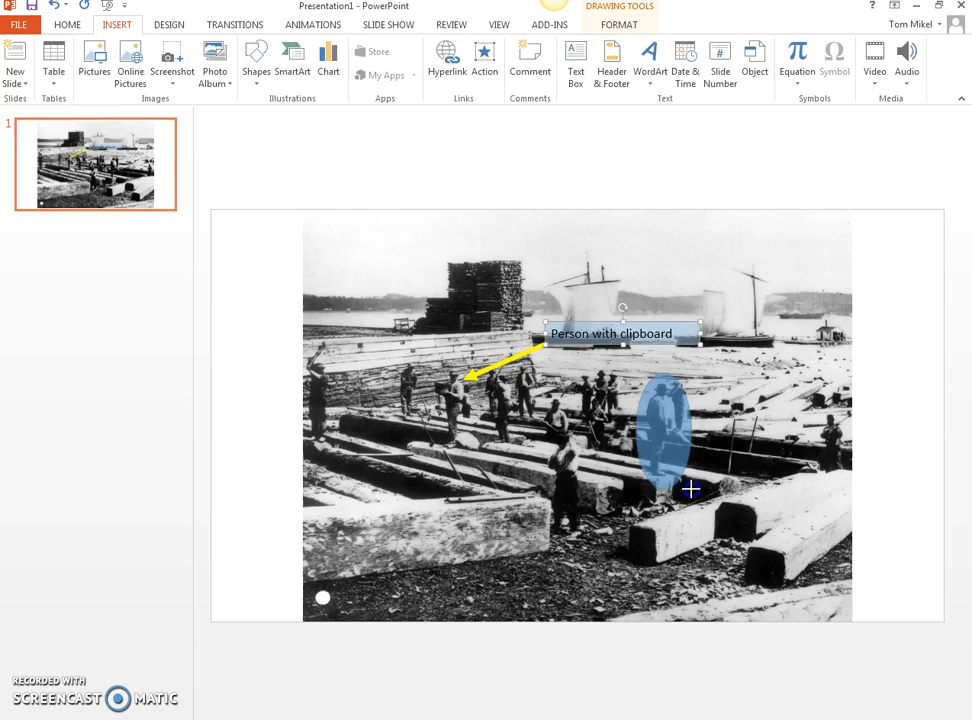 Presentation1 - PowerPoint
DRAWING TOOLS
FILE HOME INSERT DESIGN TRANSITIONS ANIMATIONS SLIDE SHOW REVIEW VIEW ADD-INS FORMAT
Tom Mikel
New Slide
Table
Pictures
Online Pictures
Screenshot
Photo Album
Shapes
SmartArt
Chart
Store
My Apps
Hyperlink
Action
Comment
Text Box
Header & Footer
WordArt
Date & Time
Slide Number
Object
Equation
Symbol
Video
Audio
Slides Tables Images Illustrations Apps Links Comments Text Symbols Media
1
Person with clipboard
RECORDED WITH
SCREENCAST MATIC